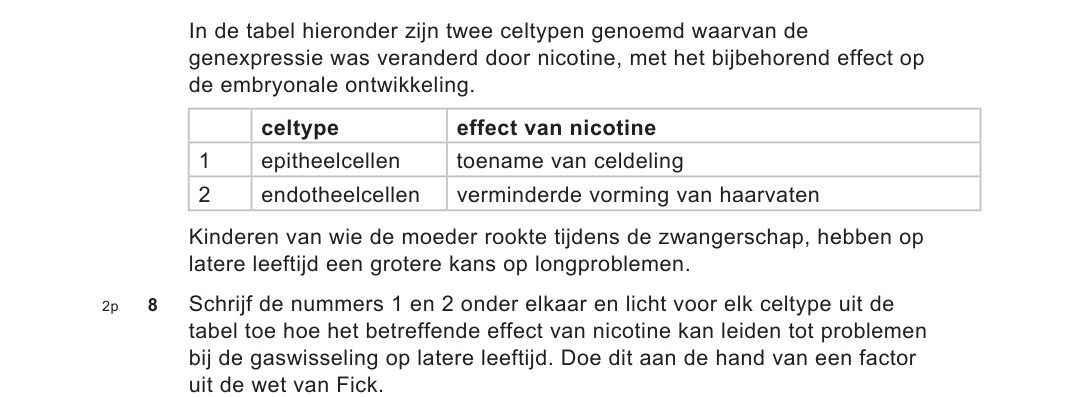 In de tabel hieronder zijn twee celtypen genoemd waarvan de
genexpressie was veranderd door nicotine, met het bijbehorend effect op
de embryonale ontwikkeling.
celtype effect van nicotine
1 epitheelcellen toename van celdeling
2 endotheelcellen verminderde vorming van haarvaten
Kinderen van wie de moeder rookte tijdens de zwangerschap, hebben op
latere leeftijd een grotere kans op longproblemen.
2p 8 Schrijf de nummers 1 en 2 onder elkaar en licht voor elk celtype uit de
tabel toe hoe het betreffende effect van nicotine kan leiden tot problemen
bij de gaswisseling op latere leeftijd. Doe dit aan de hand van een factor
uit de wet van Fick.